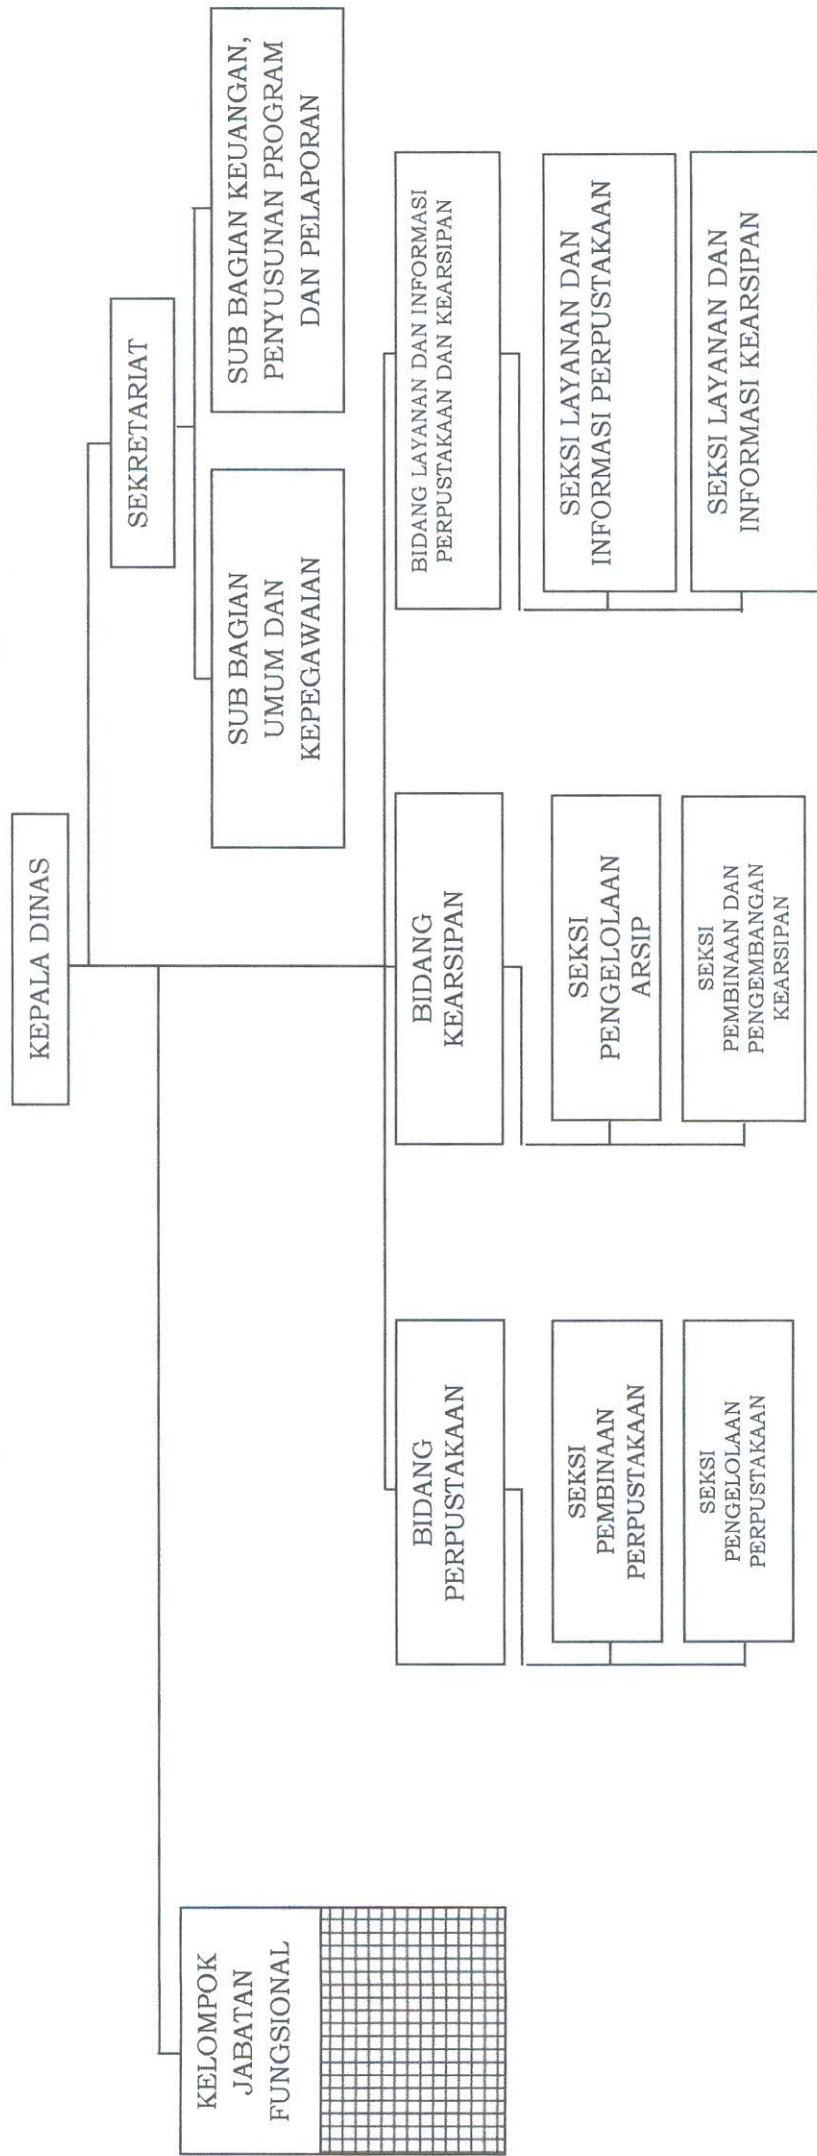 KEPALA DINAS
SEKRETARIAT
SUB BAGIAN
UMUM DAN
KEPEGAWAIAN
SUB BAGIAN KEUANGAN,
PENYUSUNAN PROGRAM
DAN PELAPORAN
KELOMPOK
JABATAN
FUNGSIONAL
BIDANG
PERPUSTAKAAN
SEKSI
PEMBINAAN
PERPUSTAKAAN
SEKSI
PENGELOLAAN
PERPUSTAKAAN
BIDANG
KEARSIPAN
SEKSI
PENGELOLAAN
ARSIP
SEKSI
PEMBINAAN DAN
PENGEMBANGAN
KEARSIPAN
BIDANG LAYANAN DAN INFORMASI
PERPUSTAKAAN DAN KEARSIPAN
SEKSI LAYANAN DAN
INFORMASI PERPUSTAKAAN
SEKSI LAYANAN DAN
INFORMASI KEARSIPAN